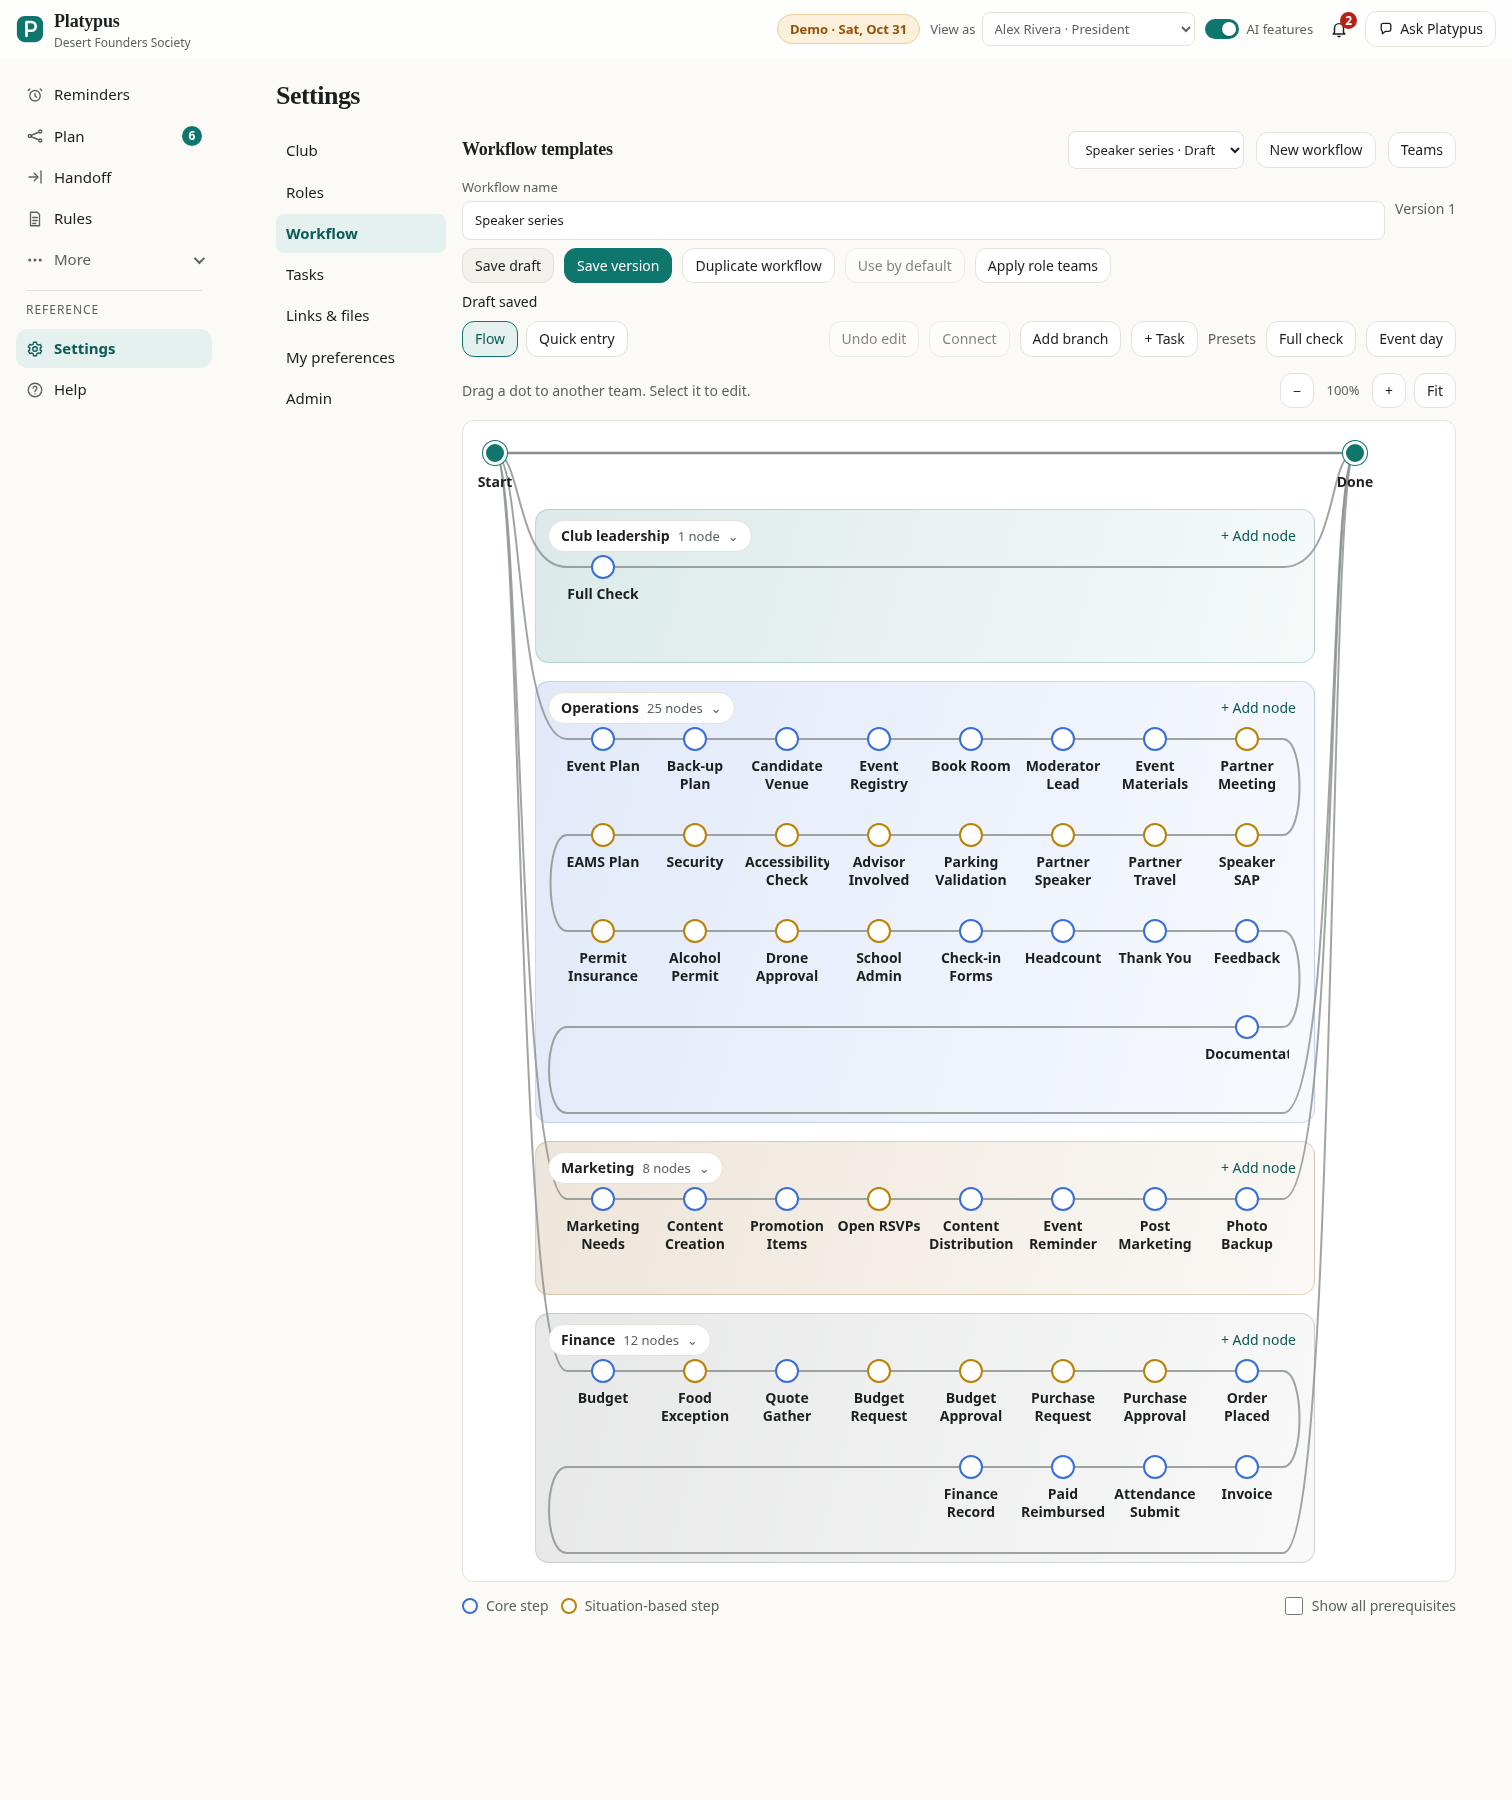 Platypus
Desert Founders Society
Demo · Sat, Oct 31
View as
Alex Rivera · President
AI features
2
Ask Platypus
Reminders
Plan
6
Handoff
Rules
More
REFERENCE
Settings
Help
Settings
Club
Roles
Workflow
Tasks
Links & files
My preferences
Admin
Workflow templates
Speaker series · Draft
New workflow
Teams
Workflow name
Speaker series
Version 1
Save draft
Save version
Duplicate workflow
Use by default
Apply role teams
Draft saved
Flow
Quick entry
Undo edit
Connect
Add branch
+ Task
Presets
Full check
Event day
Drag a dot to another team. Select it to edit.
−
100%
+
Fit
Start
Done
Club leadership 1 node
+ Add node
Full Check
Operations 25 nodes
+ Add node
Event Plan
Back-up
Plan
Candidate
Venue
Event
Registry
Book Room
Moderator
Lead
Event
Materials
Partner
Meeting
EAMS Plan
Security
Accessibility
Check
Advisor
Involved
Parking
Validation
Partner
Speaker
Partner
Travel
Speaker
SAP
Permit
Insurance
Alcohol
Permit
Drone
Approval
School
Admin
Check-in
Forms
Headcount
Thank You
Feedback
Documentat
Marketing 8 nodes
+ Add node
Marketing
Needs
Content
Creation
Promotion
Items
Open RSVPs
Content
Distribution
Event
Reminder
Post
Marketing
Photo
Backup
Finance 12 nodes
+ Add node
Budget
Food
Exception
Quote
Gather
Budget
Request
Budget
Approval
Purchase
Request
Purchase
Approval
Order
Placed
Finance
Record
Paid
Reimbursed
Attendance
Submit
Invoice
Core step
Situation-based step
Show all prerequisites